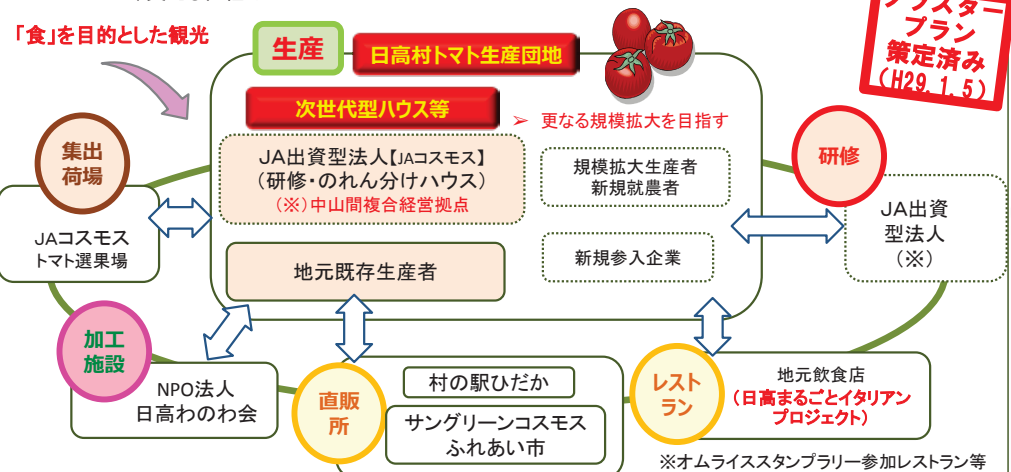 「食」を目的とした観光
生産
日高村トマト生産団地
クラスター
プラン
策定済み
(H29.1.5)
次世代型ハウス等
➢ 更なる規模拡大を目指す
集出
荷場
JA出資型法人【JAコスモス】
(研修・のれん分けハウス)
(※)中山間複合経営拠点
規模拡大生産者
新規就農者
研修
JAコスモス
トマト選果場
JA出資
型法人
(※)
地元既存生産者
新規参入企業
加工
施設
NPO法人
日高わのわ会
直販
所
村の駅ひだか
サングリーンコスモス
ふれあい市
レスト
ラン
地元飲食店
(日高まるごとイタリアン
プロジェクト)
※オムライススタンプラリー参加レストラン等